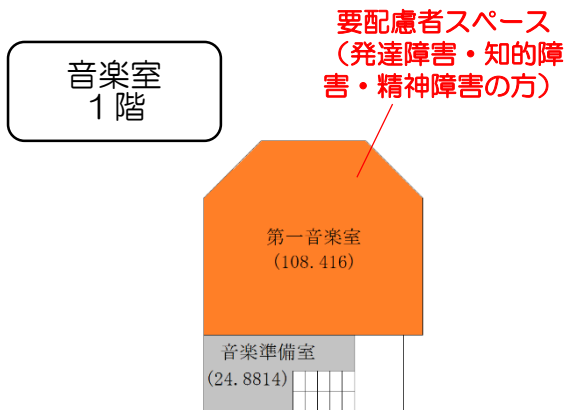 要配慮者スペース
（発達障害・知的障
害・精神障害の方）
音楽室
１階
第一音楽室
(108.416)
音楽準備室
(24.8814)